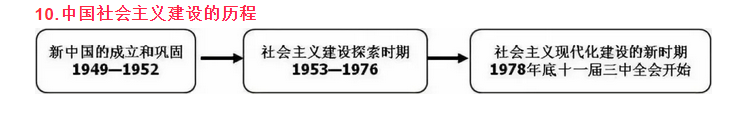 10.中国社会主义建设的历程
新中国的成立和巩固
1949—1952
社会主义建设探索时期
1953—1976
社会主义现代化建设的新时期
1978年底十一届三中全会开始